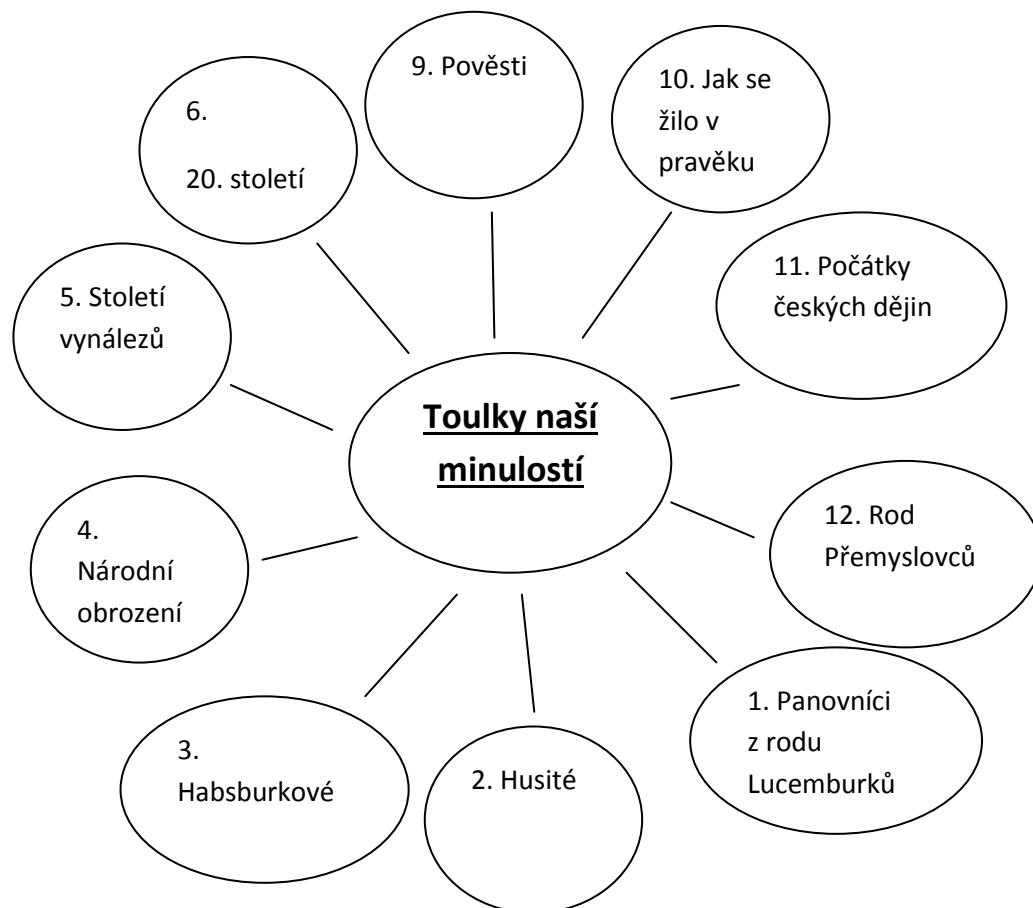 9. Pověsti
10. Jak se
žilo v
pravěku
6.
20. století
11. Počátky
českých dějin
5. Století
vynálezů
Toulky naší
minulostí
12. Rod
Přemyslovců
4.
Národní
obrození
1. Panovníci
z rodu
Lucemburků
3.
Habsburkové
2. Husité